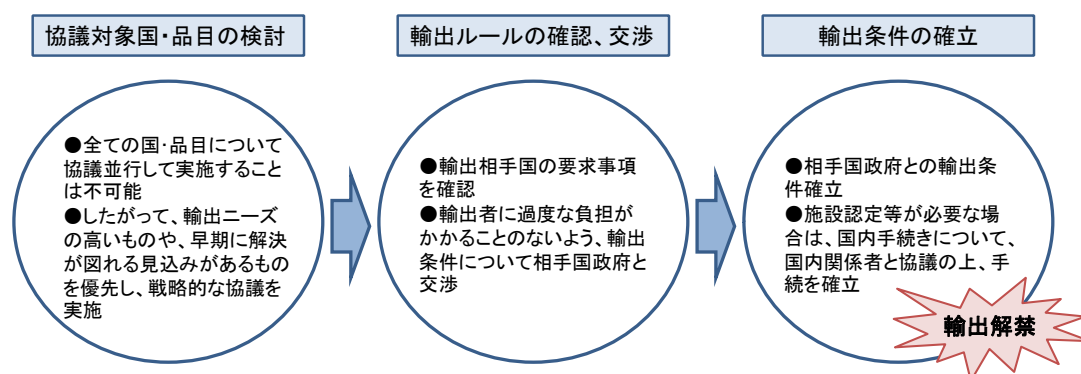 協議対象国・品目の検討
●全ての国・品目について
協議並行して実施すること
は不可能
●したがって、輸出ニーズ
の高いものや、早期に解決
が図れる見込みがあるもの
を優先し、戦略的な協議を
実施
輸出ルールの確認、交渉
●輸出相手国の要求事項
を確認
●輸出者に過度な負担が
かかることのないよう、輸出
条件について相手国政府と
交渉
輸出条件の確立
●相手国政府との輸出条
件確立
●施設認定等が必要な場
合は、国内手続きについて、
国内関係者と協議の上、手
続を確立
輸出解禁